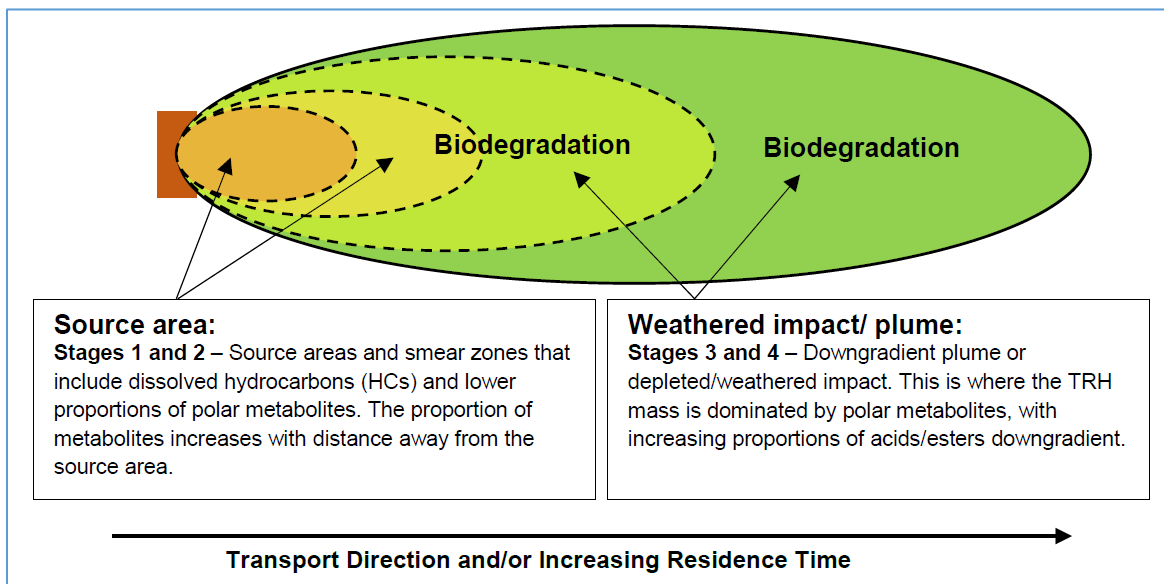 Biodegradation
Biodegradation
Source area:
Stages 1 and 2 – Source areas and smear zones that
include dissolved hydrocarbons (HCs) and lower
proportions of polar metabolites. The proportion of
metabolites increases with distance away from the
source area.
Weathered impact/ plume:
Stages 3 and 4 – Downgradient plume or
depleted/weathered impact. This is where the TRH
mass is dominated by polar metabolites, with
increasing proportions of acids/esters downgradient.
Transport Direction and/or Increasing Residence Time